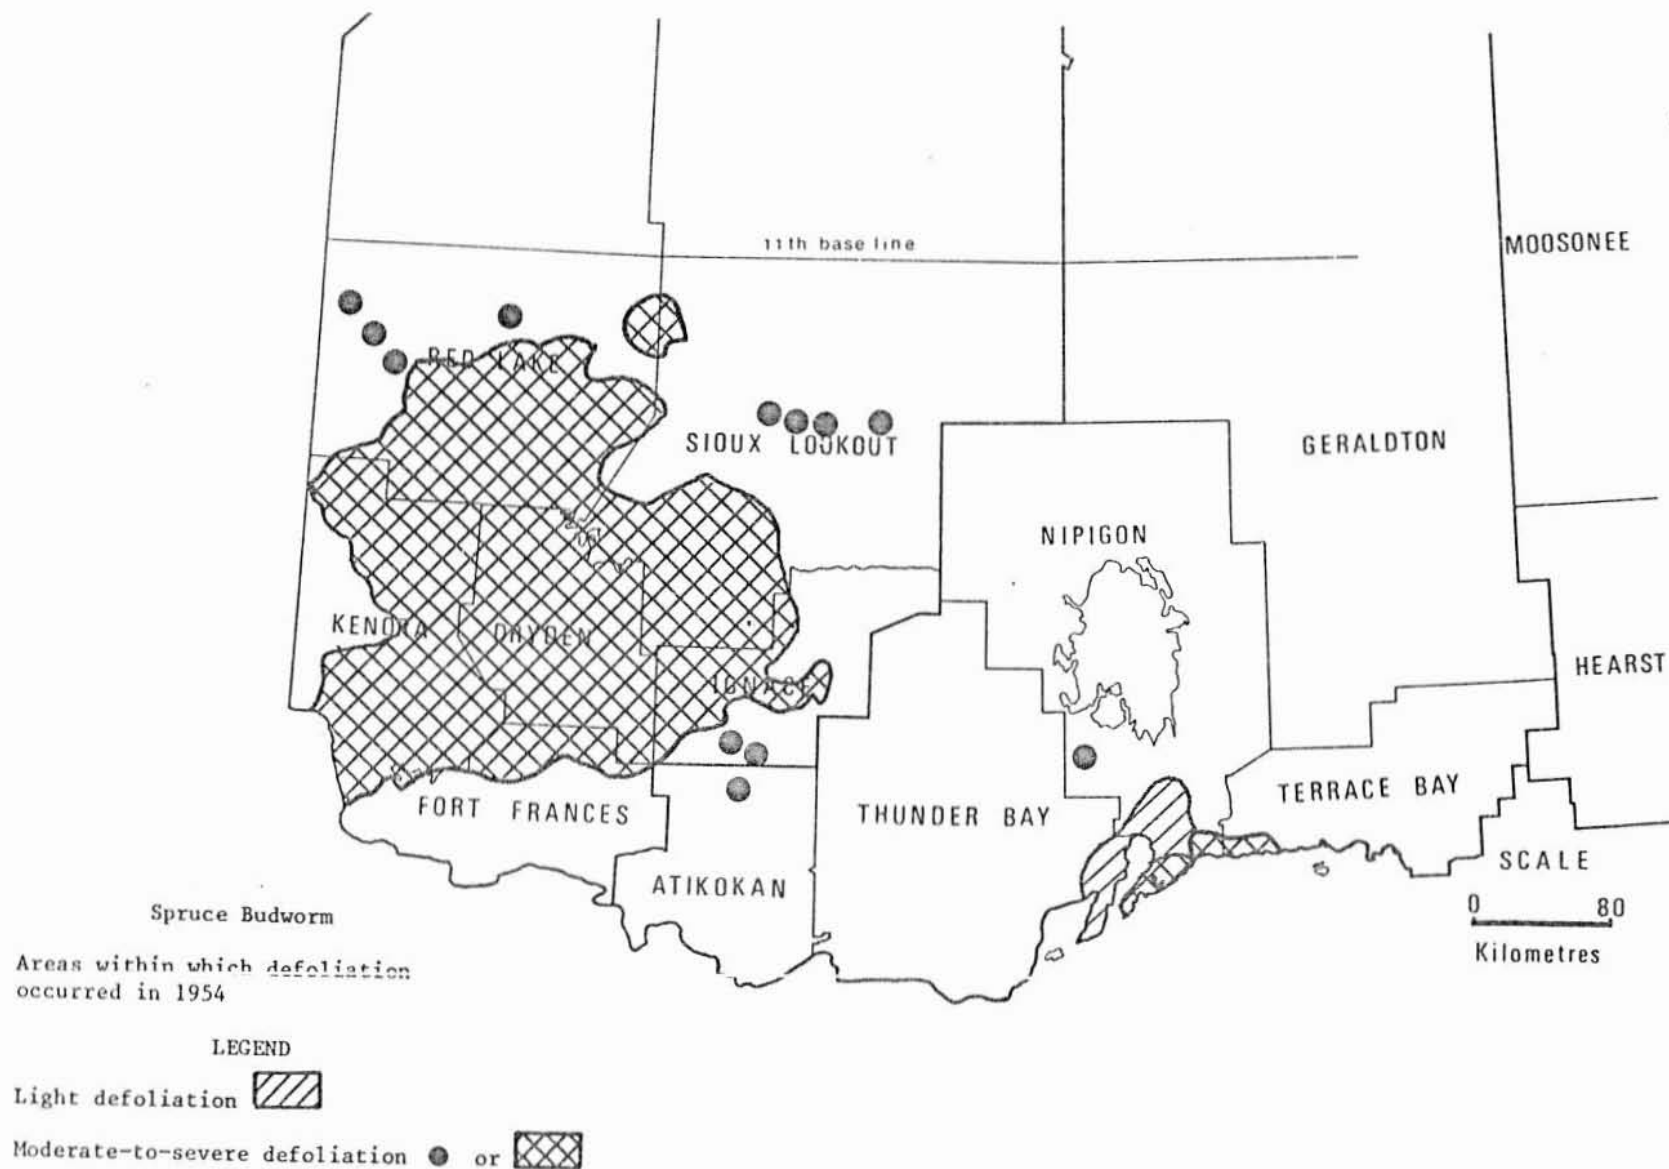 11th base line
MOOSONEE
RED LAKE
SIOUX LOOKOUT
GERALDTON
NIPIGON
KENORA
DRYDEN
HEARST
IGNACE
TERRACE BAY
FORT FRANCES
THUNDER BAY
SCALE
ATIKOKAN
0 80
Kilometres
Spruce Budworm
Areas within which defoliation
occurred in 1954
LEGEND
Light defoliation
Moderate-to-severe defoliation or